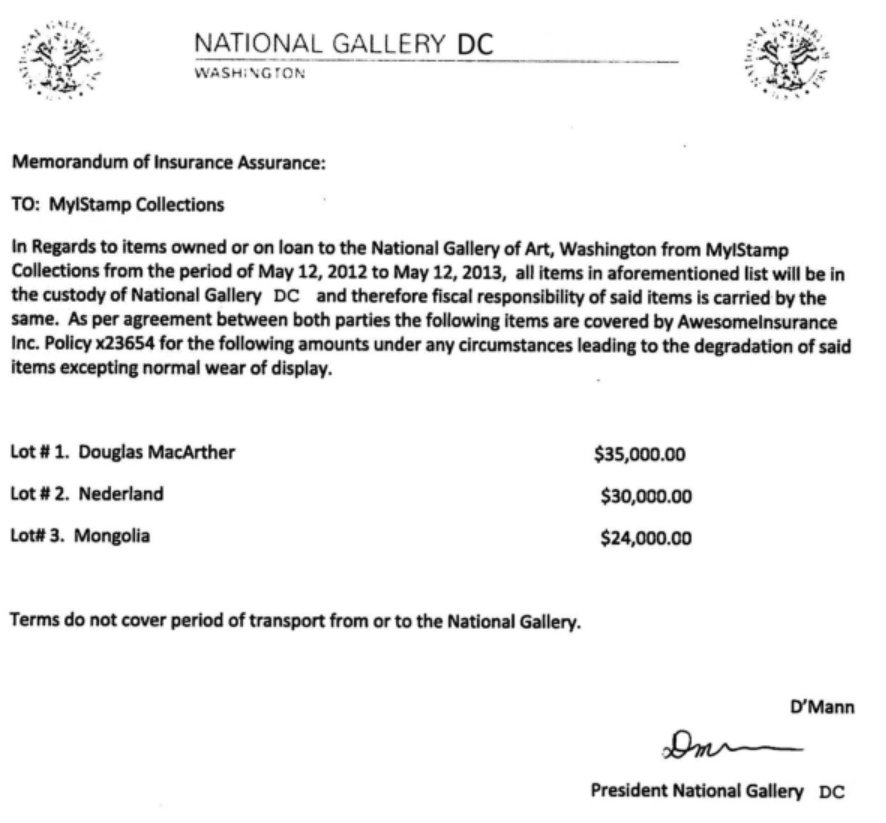 NATIONAL GALLERY DC
WASHINGTON
Memorandum of Insurance Assurance:
TO: MyIStamp Collections
In Regards to items owned or on loan to the National Gallery of Art, Washington from MyIStamp
Collections from the period of May 12, 2012 to May 12, 2013, all items in aforementioned list will be in
the custody of National Gallery DC and therefore fiscal responsibility of said items is carried by the
same. As per agreement between both parties the following items are covered by AwesomeInsurance
Inc. Policy x23654 for the following amounts under any circumstances leading to the degradation of said
items excepting normal wear of display.
Lot # 1. Douglas MacArther $35,000.00
Lot # 2. Nederland $30,000.00
Lot# 3. Mongolia $24,000.00
Terms do not cover period of transport from or to the National Gallery.
D'Mann
President National Gallery DC